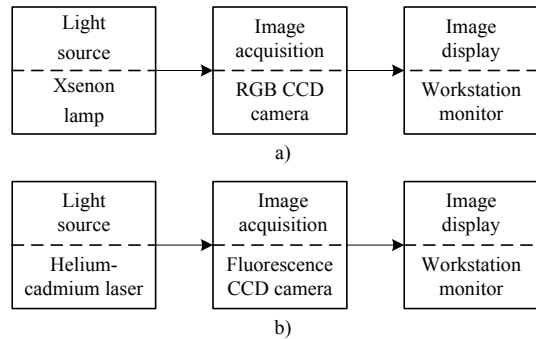 Light
source
Xsenon
lamp
Image
acquisition
RGB CCD
camera
Image
display
Workstation
monitor
a)
Light
source
Helium-
cadmium laser
Image
acquisition
Fluorescence
CCD camera
Image
display
Workstation
monitor
b)